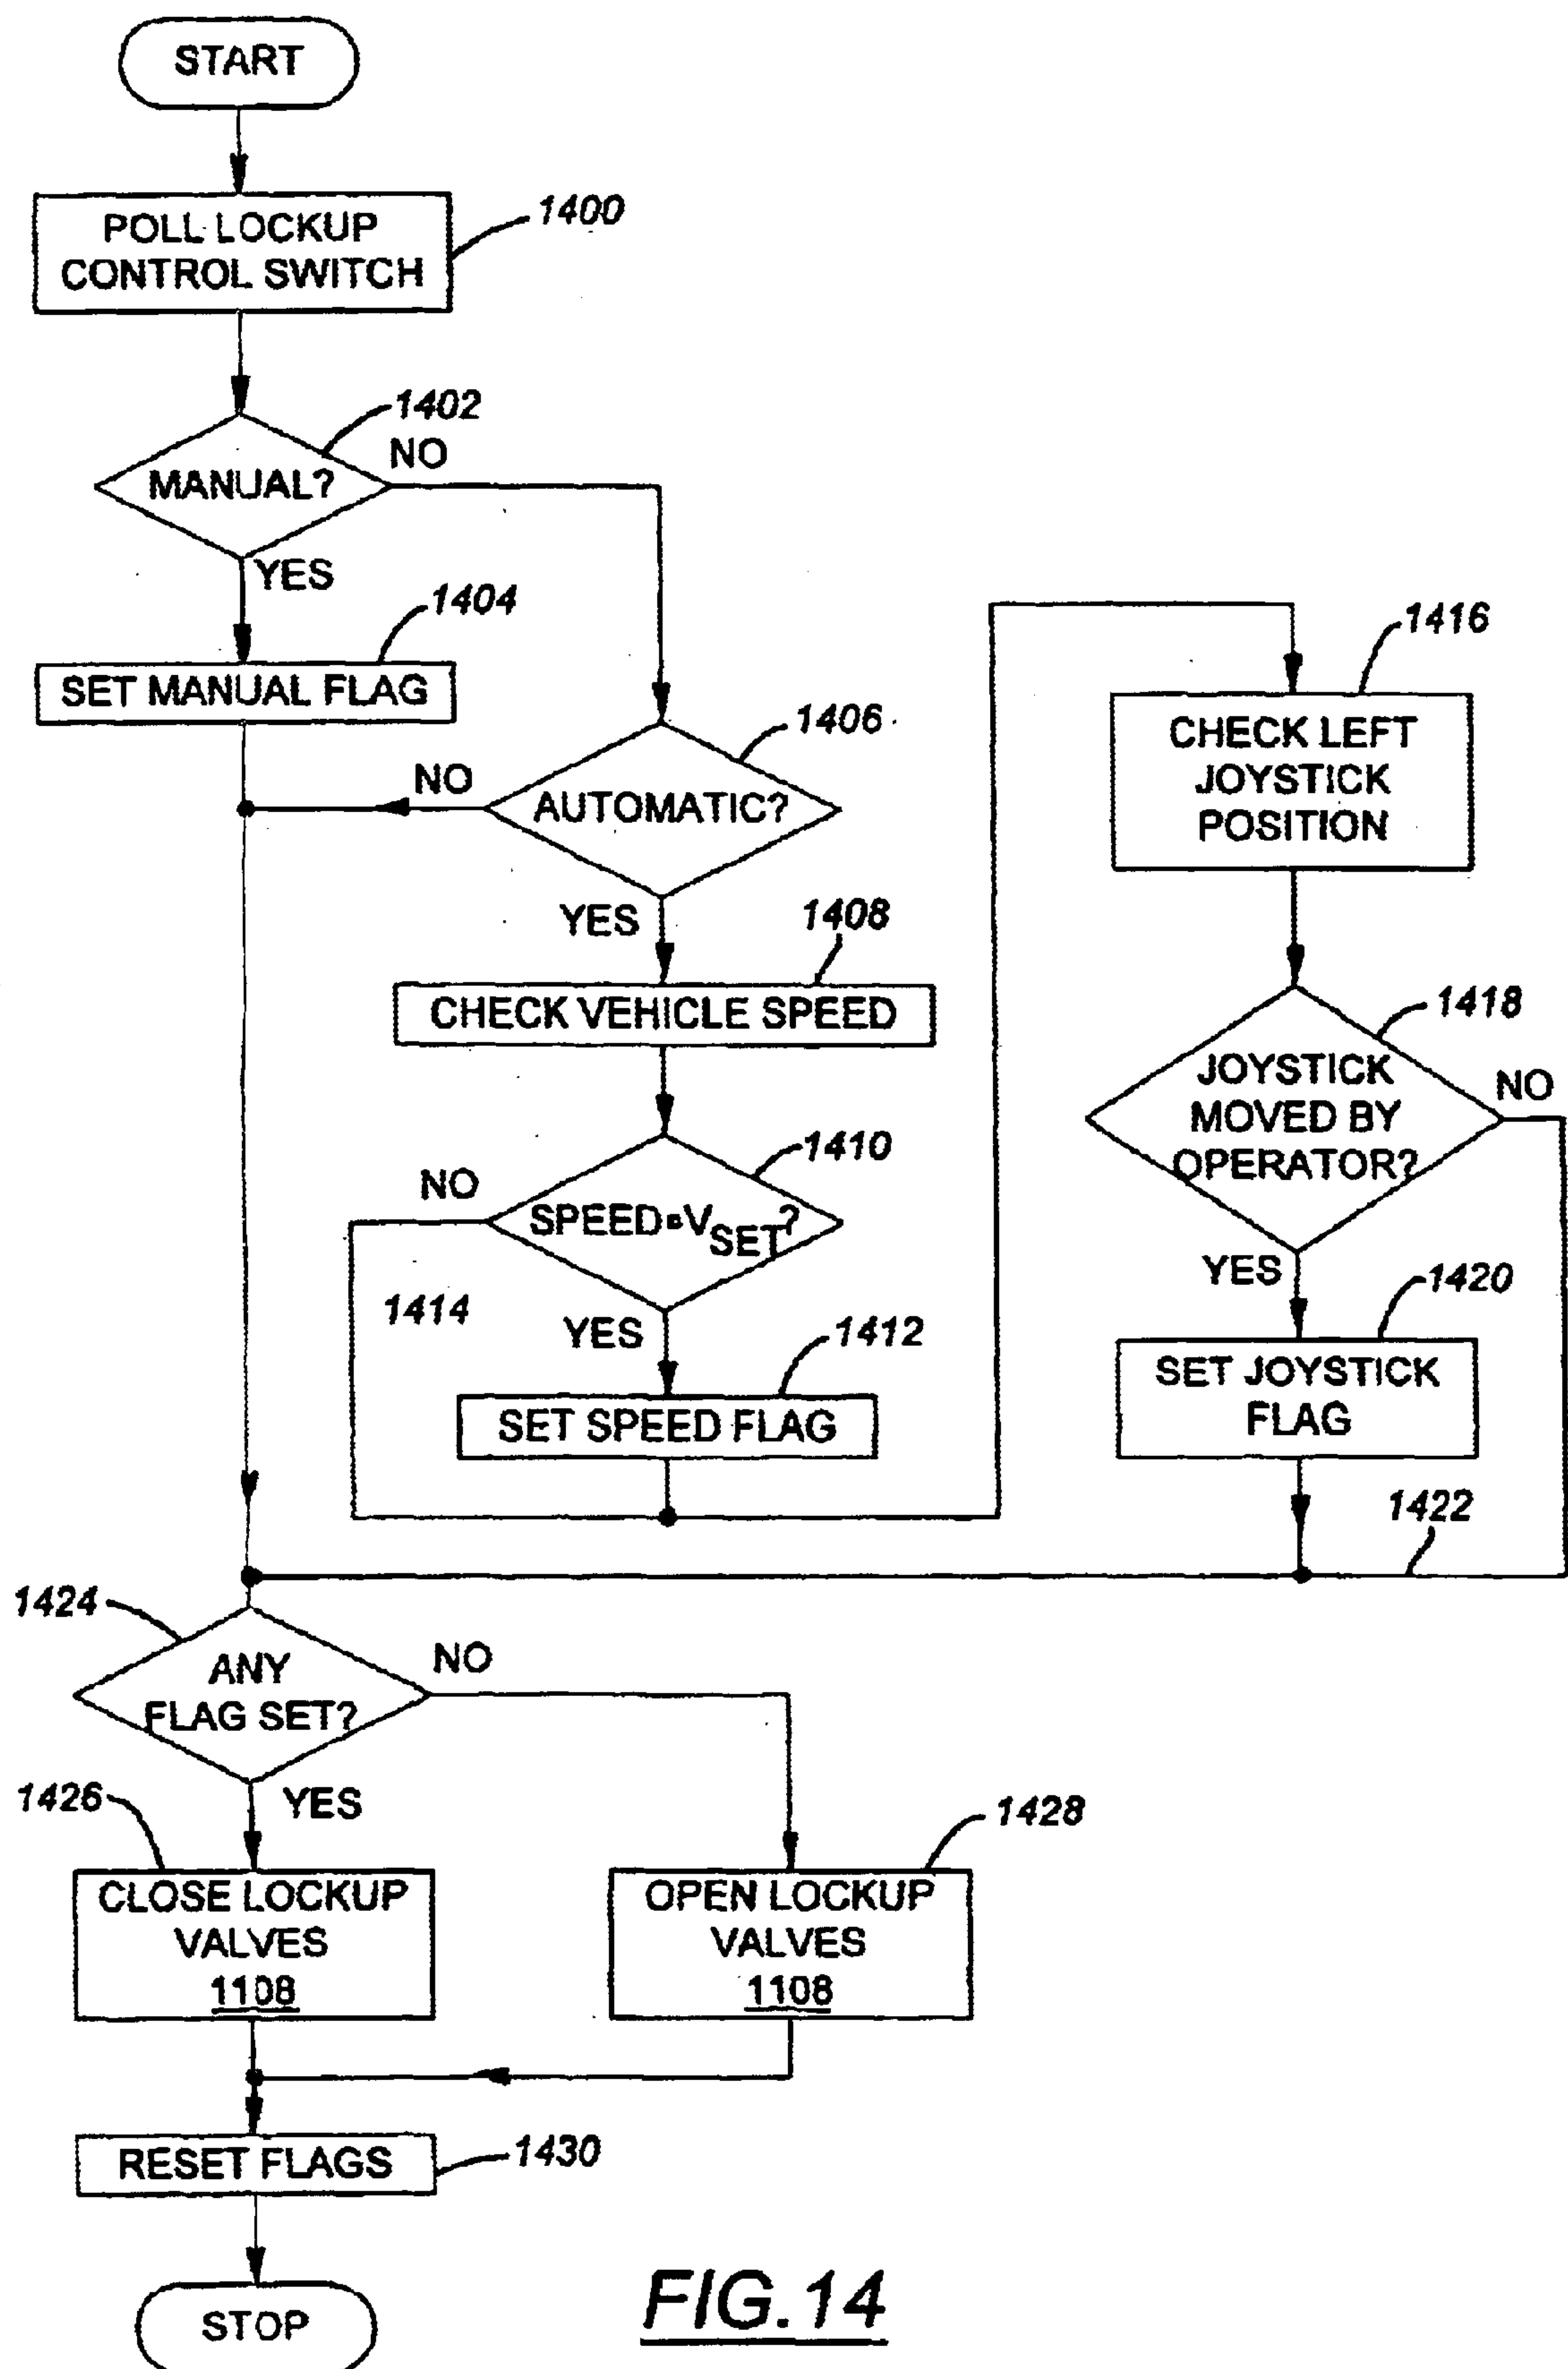 START
POLL LOCKUP
CONTROL SWITCH
1400
MANUAL?
1402
NO
YES
SET MANUAL FLAG
1404
AUTOMATIC?
1406
NO
YES
CHECK VEHICLE SPEED
1408
SPEED=VSET?
1410
NO
1414
YES
SET SPEED FLAG
1412
CHECK LEFT
JOYSTICK
POSITION
1416
JOYSTICK
MOVED BY
OPERATOR?
1418
NO
YES
SET JOYSTICK
FLAG
1420
1422
1424
ANY
FLAG SET?
NO
YES
1426
CLOSE LOCKUP
VALVES
1108
OPEN LOCKUP
VALVES
1108
1428
RESET FLAGS
1430
STOP
FIG.14